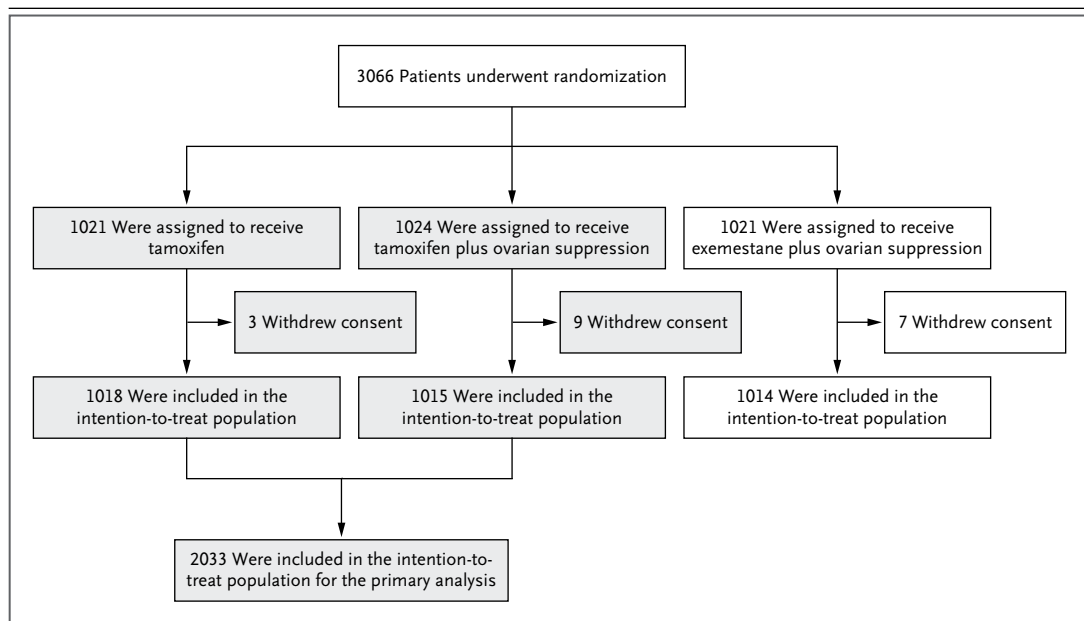 3066 Patients underwent randomization
1021 Were assigned to receive
tamoxifen
1024 Were assigned to receive
tamoxifen plus ovarian suppression
1021 Were assigned to receive
exemestane plus ovarian suppression
3 Withdrew consent
9 Withdrew consent
7 Withdrew consent
1018 Were included in the
intention-to-treat population
1015 Were included in the
intention-to-treat population
1014 Were included in the
intention-to-treat population
2033 Were included in the intention-to-
treat population for the primary analysis